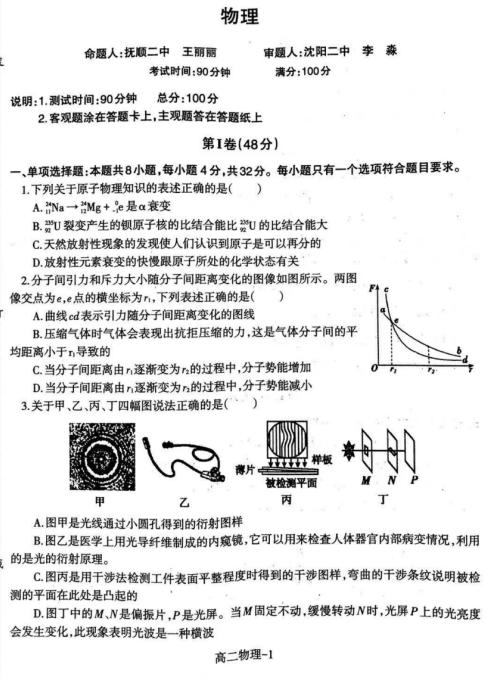 物理
命题人:抚顺二中 王丽丽 审题人:沈阳二中 李淼
考试时间:90分钟 满分:100分
说明:1.测试时间:90分钟 总分:100分
2.客观题涂在答题卡上,主观题答在答题纸上
第Ⅰ卷(48分)
一、单项选择题:本题共8小题,每小题4分,共32分。每小题只有一个选项符合题目要求。
1.下列关于原子物理知识的表述正确的是( )
A. ²⁴₁₁Na→²⁴₁₂Mg+⁰₋₁e是α衰变
B. ²³⁵₉₂U裂变产生的钡原子核的比结合能比²³⁵₉₂U的比结合能大
C.天然放射性现象的发现使人们认识到原子是可以再分的
D.放射性元素衰变的快慢跟原子所处的化学状态有关
2.分子间引力和斥力大小随分子间距离变化的图像如图所示。两图
像交点为e,e点的横坐标为r₁,下列表述正确的是( )
A.曲线cd表示引力随分子间距离变化的图线
B.压缩气体时气体会表现出抗拒压缩的力,这是气体分子间的平
均距离小于r₁导致的
C.当分子间距离由r₁逐渐变为r₂的过程中,分子势能增加
D.当分子间距离由r₁逐渐变为r₂的过程中,分子势能减小
F
c
a
e
b
d
O
r₁
r₂
r
3.关于甲、乙、丙、丁四幅图说法正确的是( )
样板
薄片
被检测平面
M N P
甲 乙 丙 丁
A.图甲是光线通过小圆孔得到的衍射图样
B.图乙是医学上用光导纤维制成的内窥镜,它可以用来检查人体器官内部病变情况,利用
的是光的衍射原理。
C.图丙是用干涉法检测工件表面平整程度时得到的干涉图样,弯曲的干涉条纹说明被检
测的平面在此处是凸起的
D.图丁中的M、N是偏振片,P是光屏。当M固定不动,缓慢转动N时,光屏P上的光亮度
会发生变化,此现象表明光波是一种横波
高二物理-1